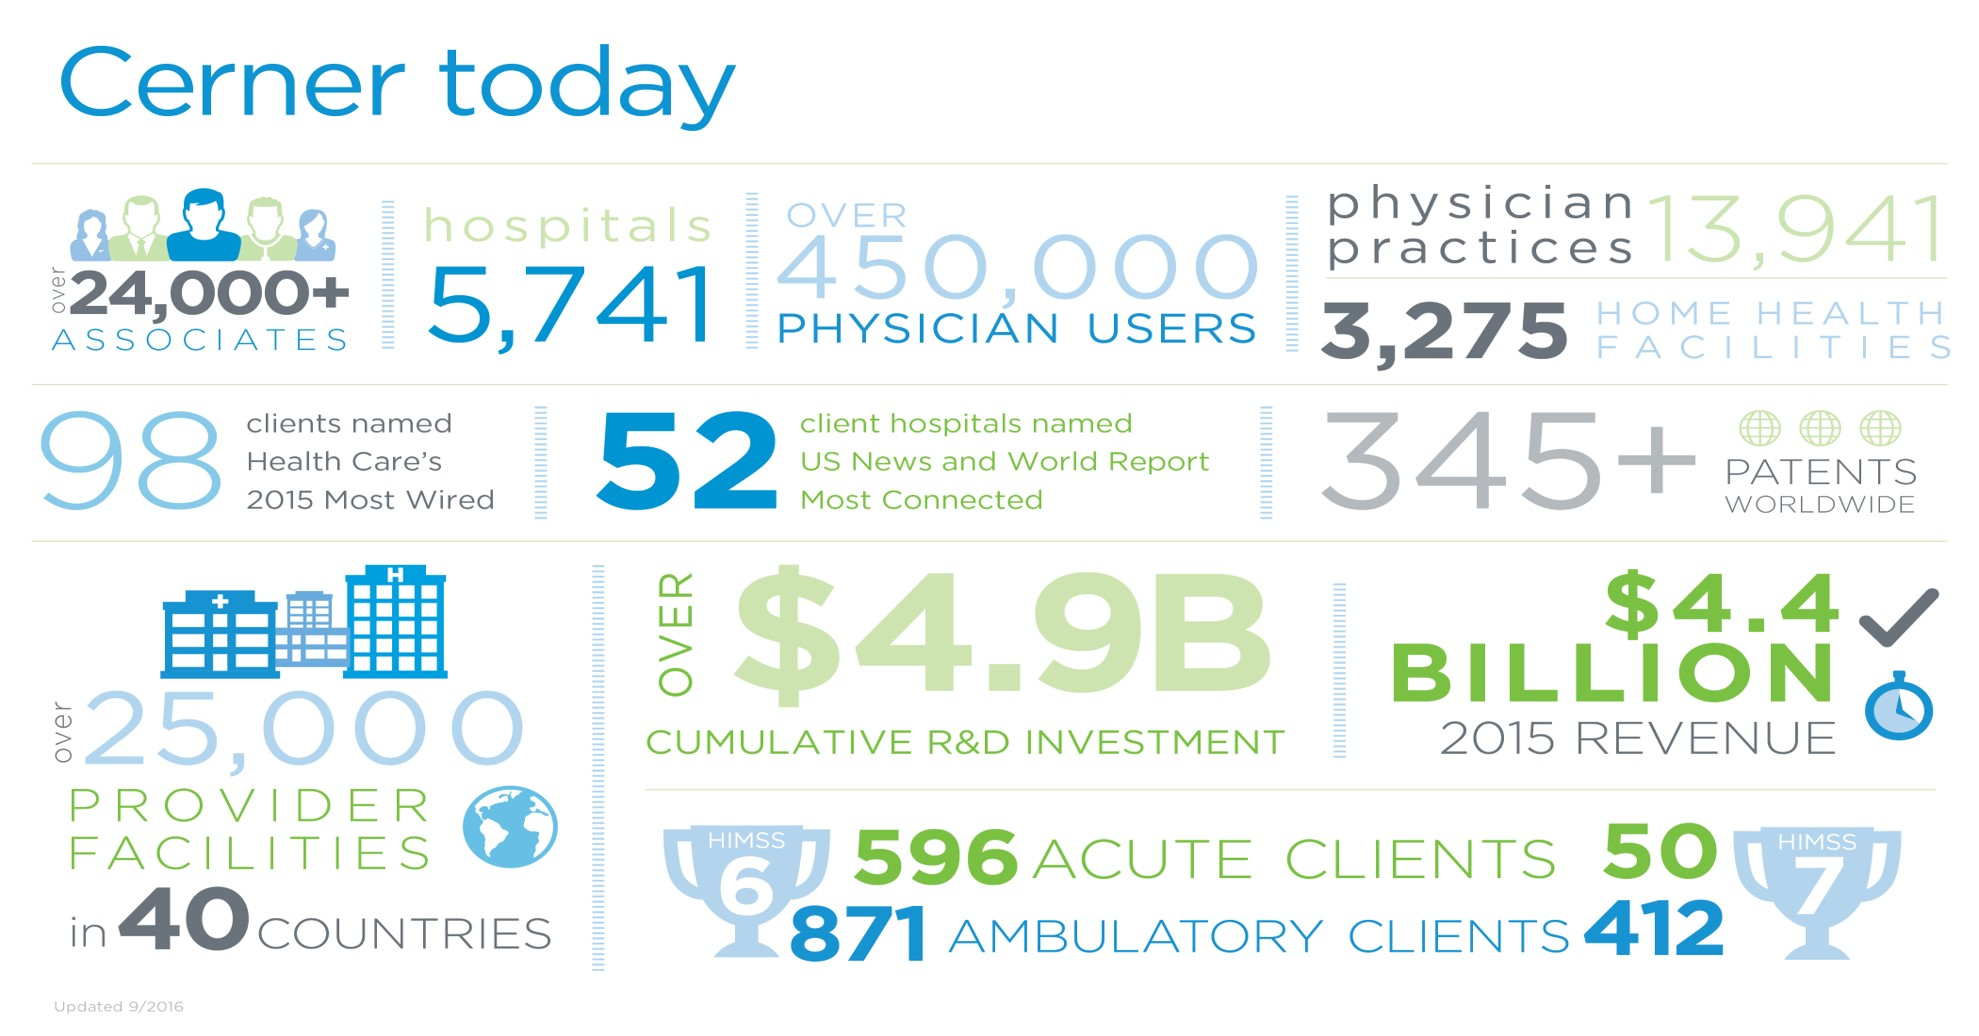 Cerner today
over 24,000+
ASSOCIATES
hospitals
5,741
OVER
450,000
PHYSICIAN USERS
physician
practices
13,941
3,275
HOME HEALTH
FACILITIES
98
clients named
Health Care's
2015 Most Wired
52
client hospitals named
US News and World Report
Most Connected
345+
PATENTS
WORLDWIDE
H
over 25,000
PROVIDER
FACILITIES
in 40 COUNTRIES
OVER $4.9B
CUMULATIVE R&D INVESTMENT
$4.4
BILLION
2015 REVENUE
HIMSS
6
596 ACUTE CLIENTS 50
871 AMBULATORY CLIENTS 412
HIMSS
7
Updated 9/2016